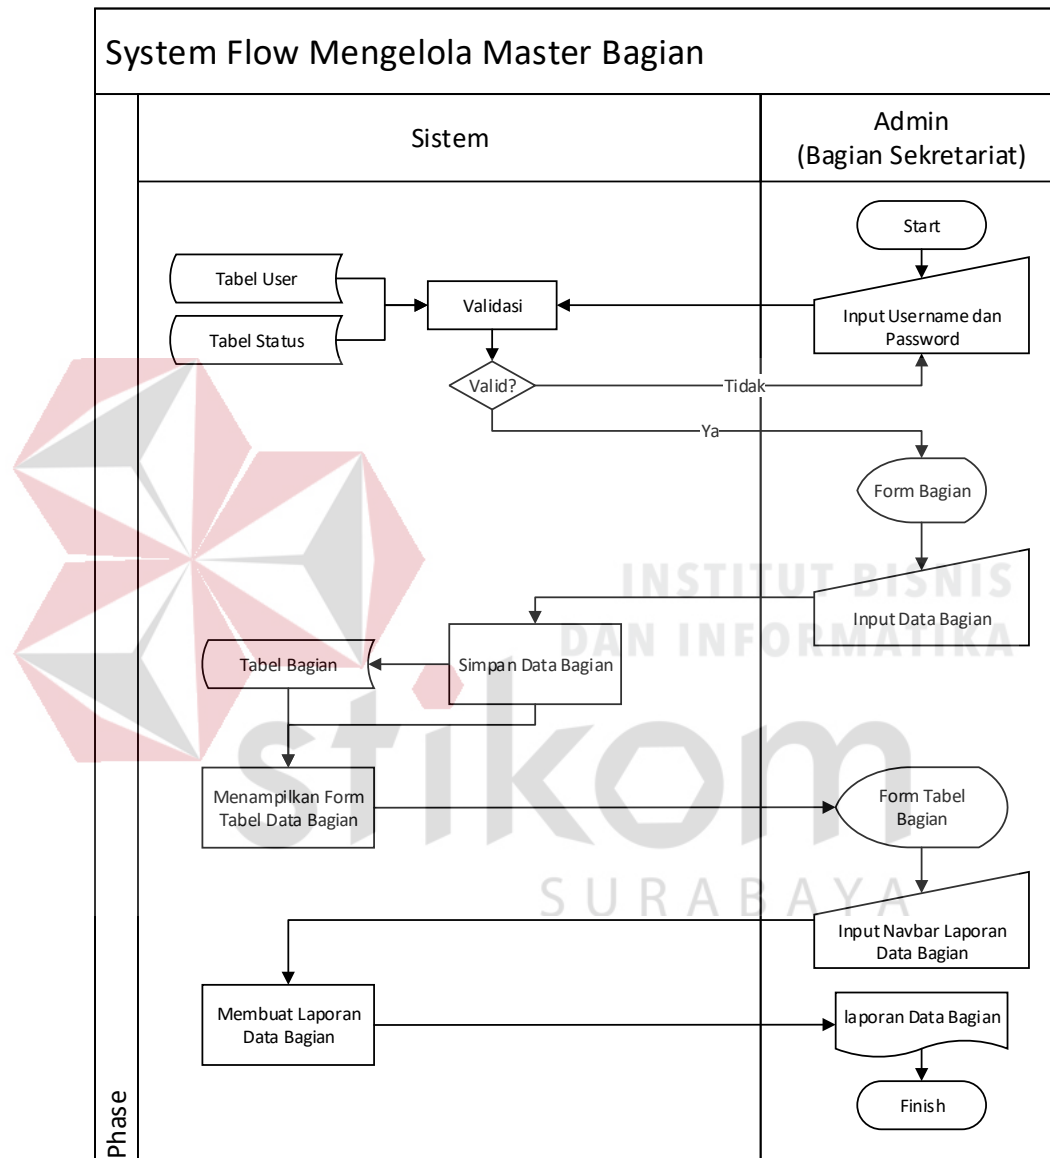 System Flow Mengelola Master Bagian
Sistem
Admin
(Bagian Sekretariat)
Start
Tabel User
Validasi
Input Username dan
Password
Tabel Status
Valid?
Tidak
Ya
Form Bagian
INSTITUT BISNIS
DAN INFORMATIKA
Input Data Bagian
Tabel Bagian
Simpan Data Bagian
stikom
SURABAYA
Menampilkan Form
Tabel Data Bagian
Form Tabel
Bagian
Input Navbar Laporan
Data Bagian
Membuat Laporan
Data Bagian
laporan Data Bagian
Finish
Phase